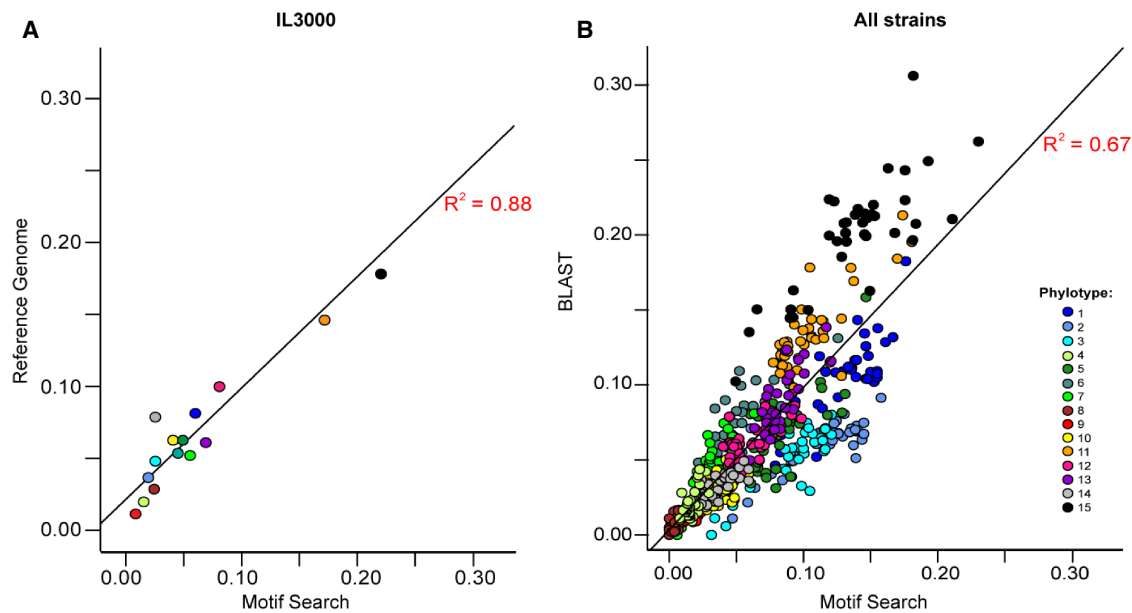 A
IL3000
Reference Genome
0.30
0.20
0.10
0.00
R² = 0.88
0.00 0.10 0.20 0.30
Motif Search
B
All strains
BLAST
0.30
0.20
0.10
0.00
R² = 0.67
Phylotype:
1
2
3
4
5
6
7
8
9
10
11
12
13
14
15
0.00 0.10 0.20 0.30
Motif Search